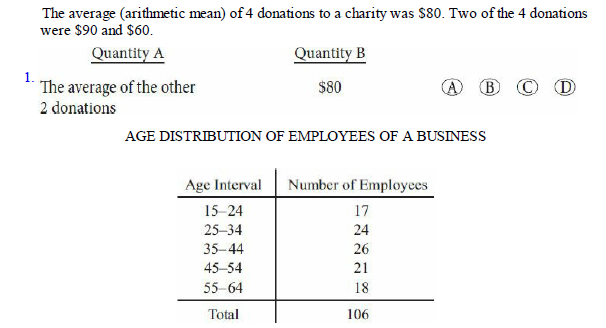 The average (arithmetic mean) of 4 donations to a charity was $80. Two of the 4 donations
were $90 and $60.
Quantity A Quantity B
1. The average of the other $80 A B C D
2 donations
AGE DISTRIBUTION OF EMPLOYEES OF A BUSINESS
Age Interval Number of Employees
15–24 17
25–34 24
35–44 26
45–54 21
55–64 18
Total 106